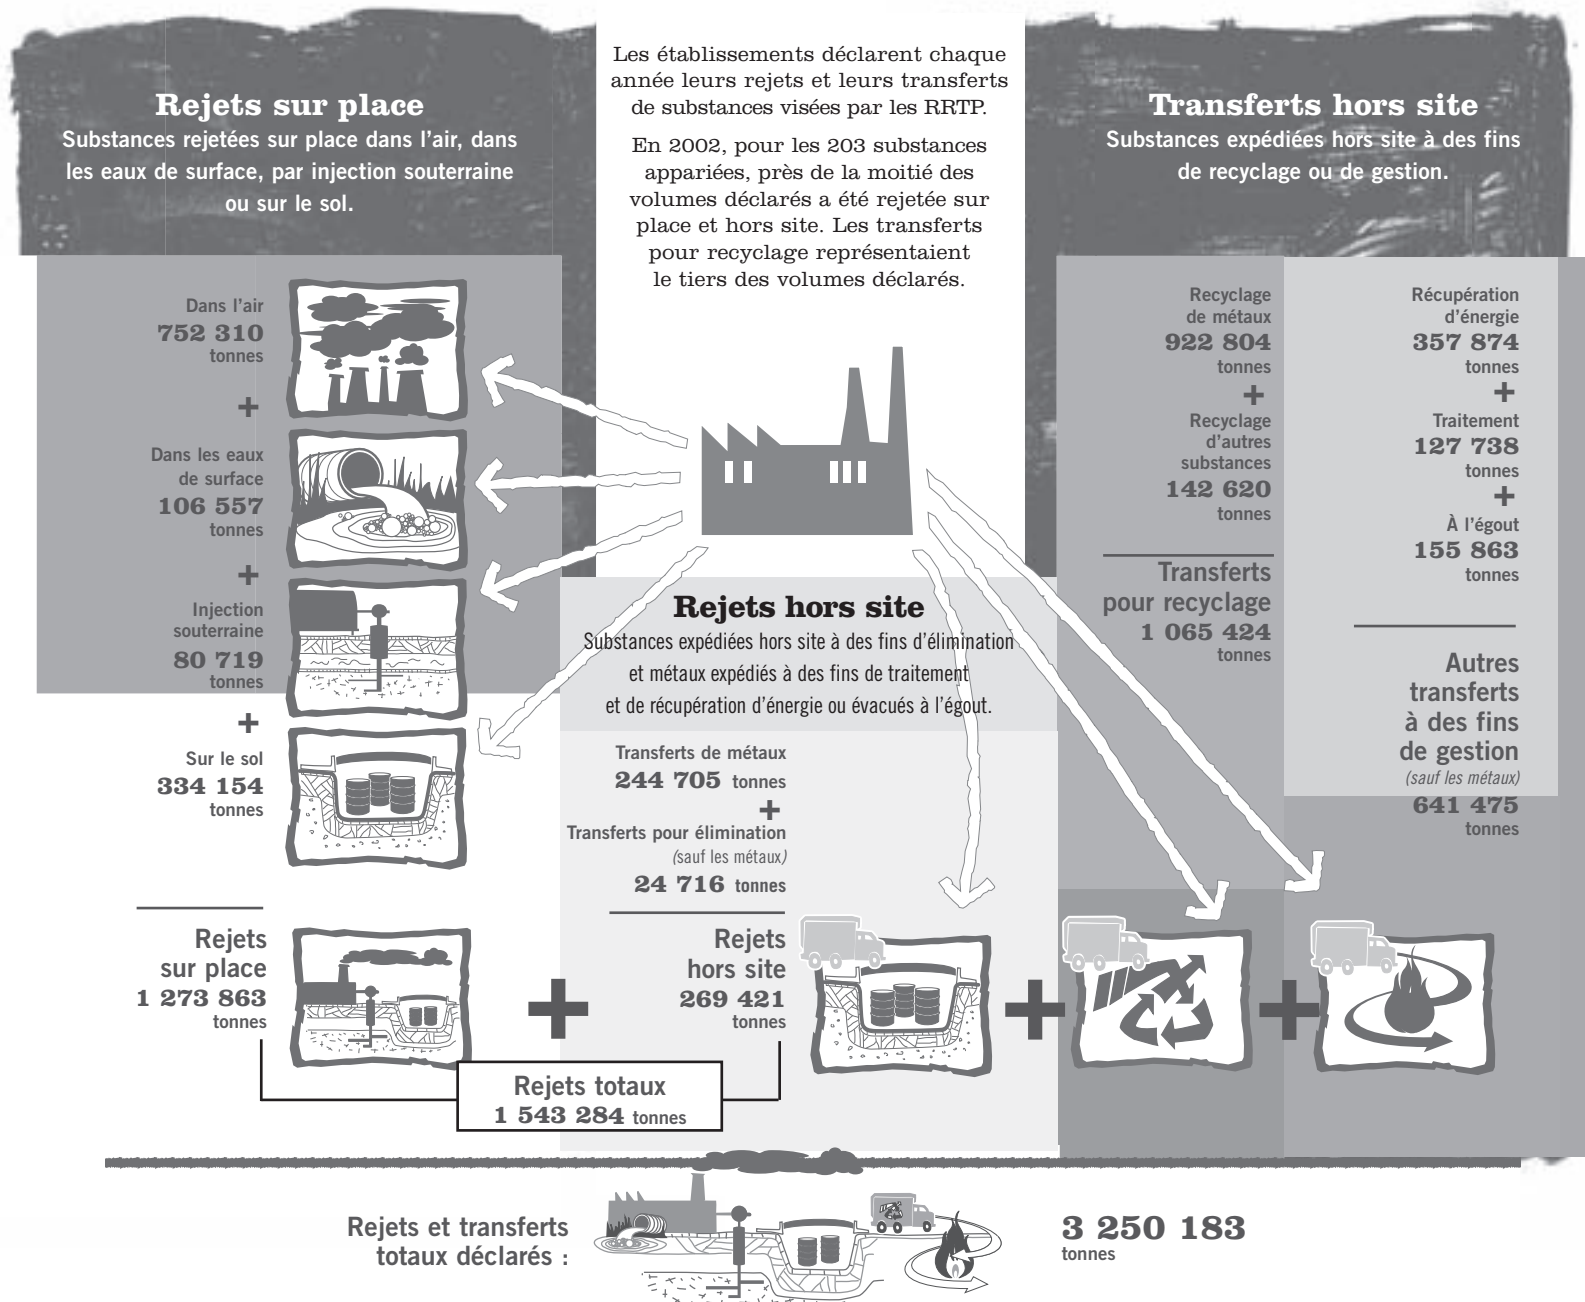 Rejets sur place
Substances rejetées sur place dans l'air, dans
les eaux de surface, par injection souterraine
ou sur le sol.
Les établissements déclarent chaque
année leurs rejets et leurs transferts
de substances visées par les RRTP.
En 2002, pour les 203 substances
appariées, près de la moitié des
volumes déclarés a été rejetée sur
place et hors site. Les transferts
pour recyclage représentaient
le tiers des volumes déclarés.
Transferts hors site
Substances expédiées hors site à des fins
de recyclage ou de gestion.
Dans l'air
752 310
tonnes
+
Dans les eaux
de surface
106 557
tonnes
+
Injection
souterraine
80 719
tonnes
+
Sur le sol
334 154
tonnes
Rejets
sur place
1 273 863
tonnes
+
Rejets hors site
Substances expédiées hors site à des fins d'élimination
et métaux expédiés à des fins de traitement
et de récupération d'énergie ou évacués à l'égout.
Transferts de métaux
244 705 tonnes
+
Transferts pour élimination
(sauf les métaux)
24 716 tonnes
Rejets
hors site
269 421
tonnes
+
Recyclage
de métaux
922 804
tonnes
+
Recyclage
d'autres
substances
142 620
tonnes
Transferts
pour recyclage
1 065 424
tonnes
+
Récupération
d'énergie
357 874
tonnes
+
Traitement
127 738
tonnes
+
À l'égout
155 863
tonnes
Autres
transferts
à des fins
de gestion
(sauf les métaux)
641 475
tonnes
Rejets totaux
1 543 284 tonnes
Rejets et transferts
totaux déclarés :
3 250 183
tonnes